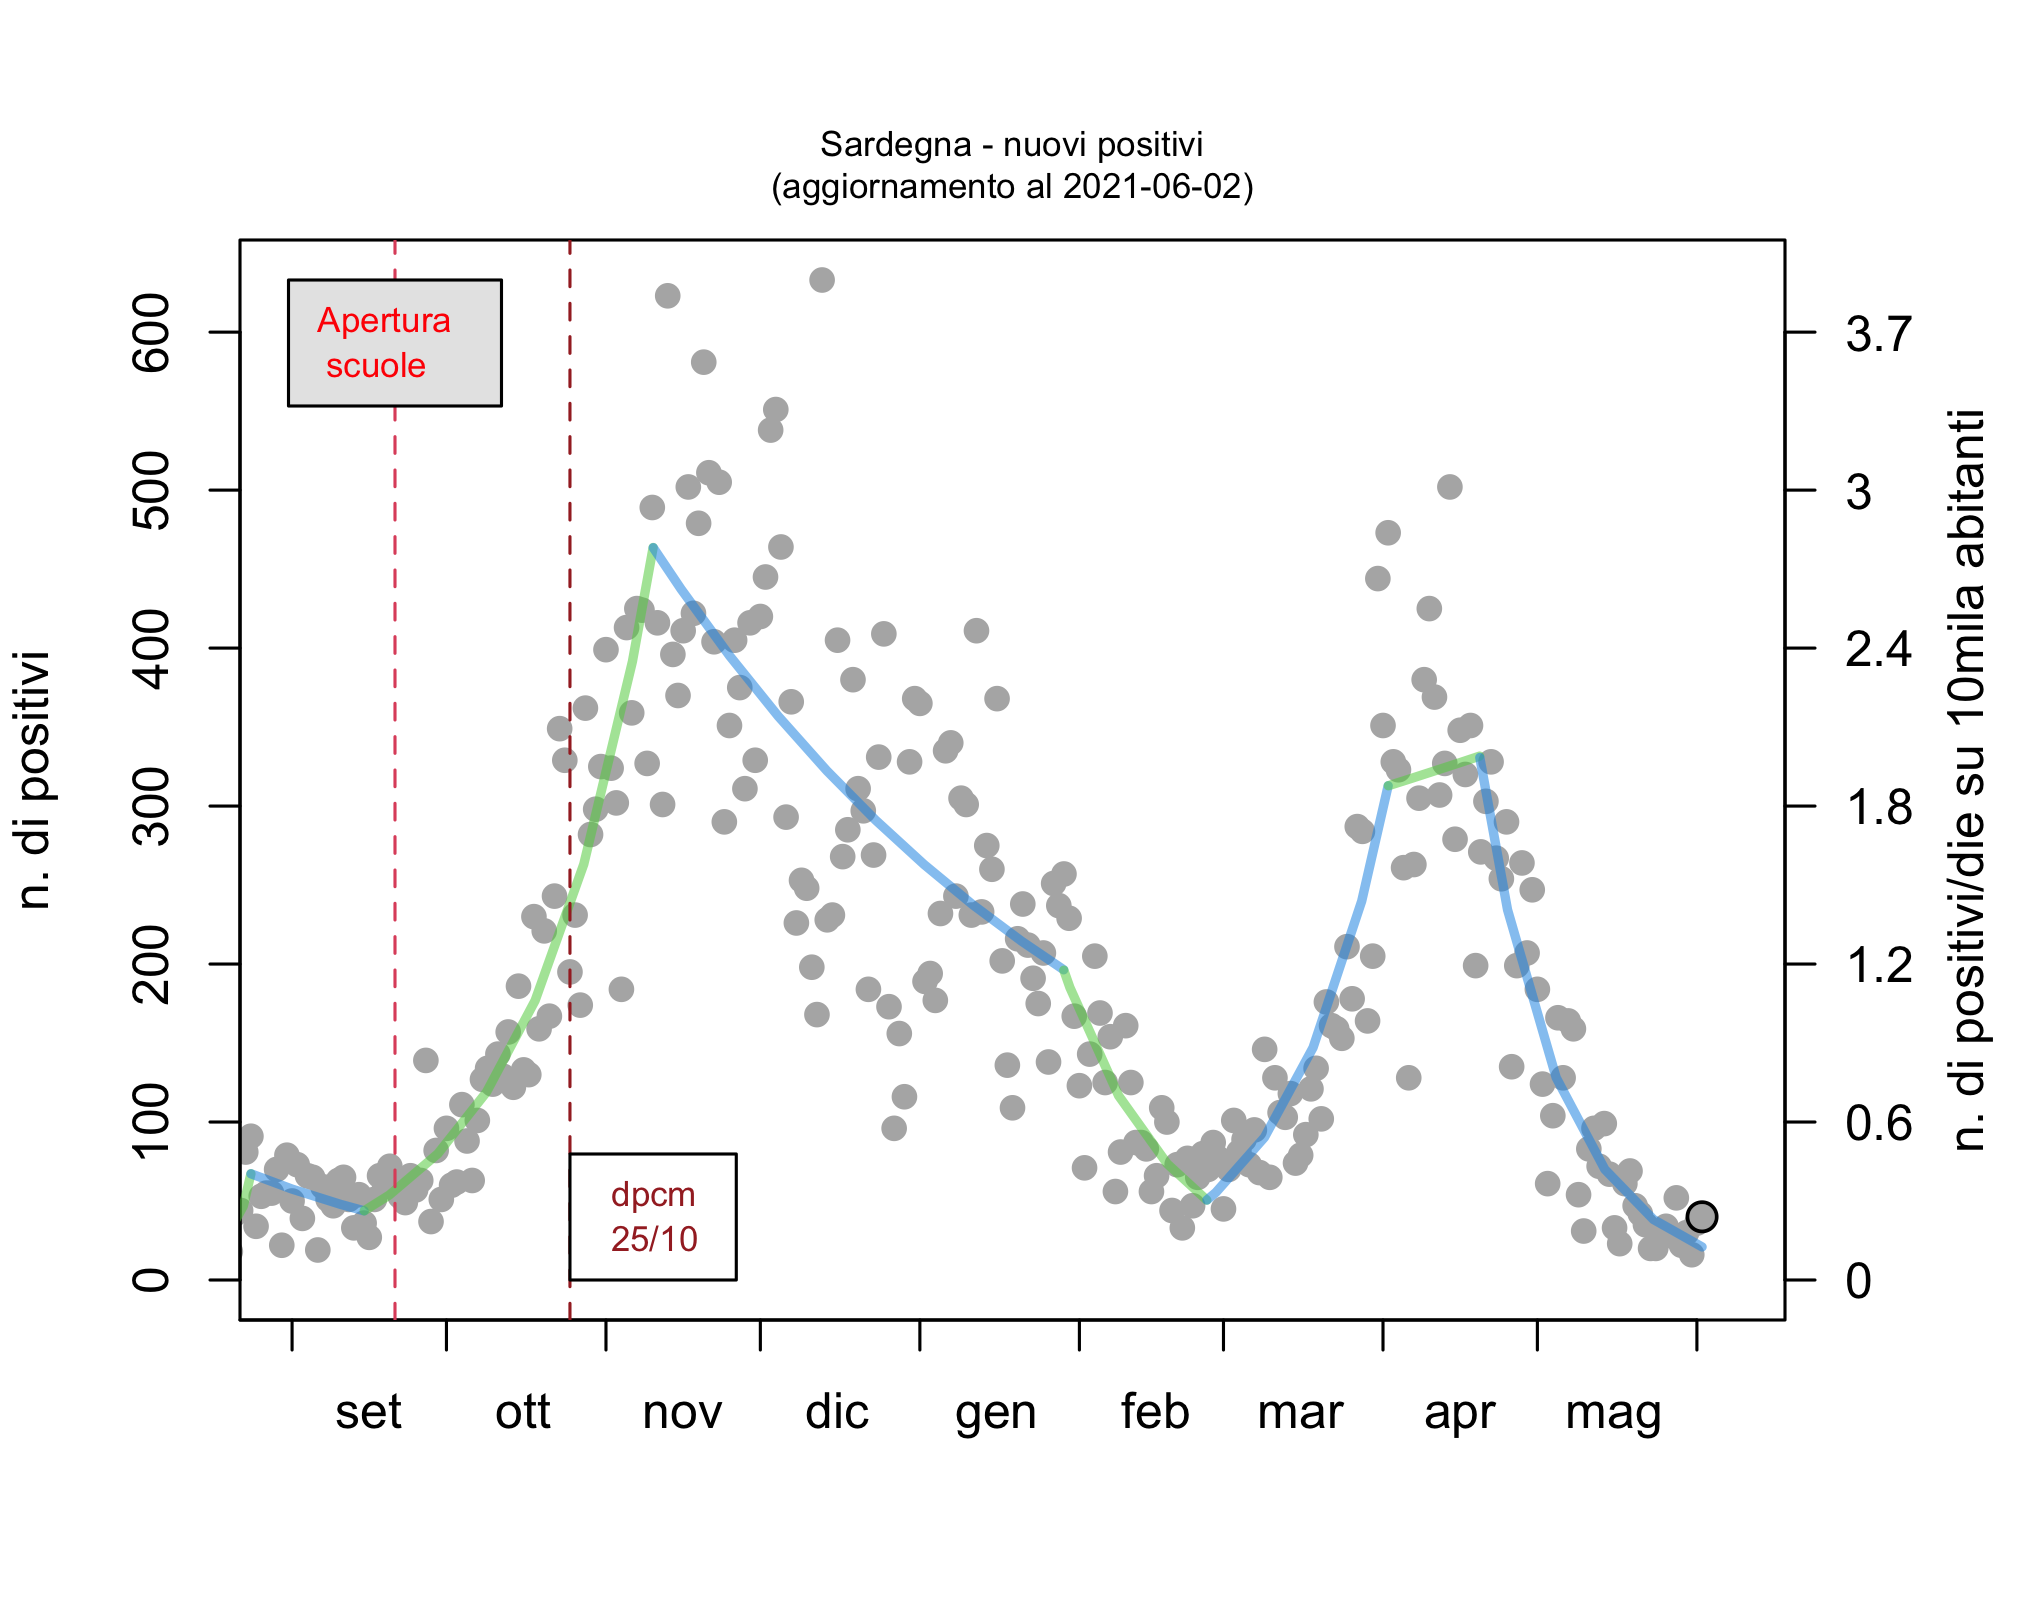 Sardegna - nuovi positivi
(aggiornamento al 2021-06-02)
n. di positivi
600
500
400
300
200
100
0
Apertura
scuole
dpcm
25/10
3.7
3
2.4
1.8
1.2
0.6
0
n. di positivi/die su 10mila abitanti
set ott nov dic gen feb mar apr mag